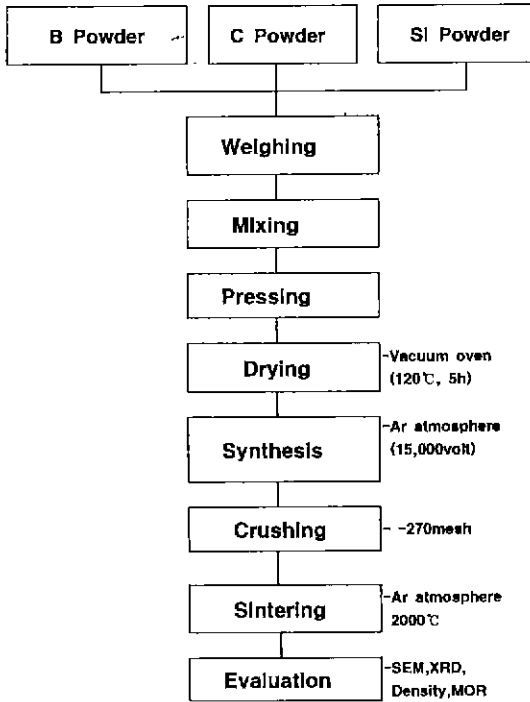 B Powder
C Powder
Si Powder
Weighing
Mixing
Pressing
Drying
-Vacuum oven
(120℃, 5h)
Synthesis
-Ar atmosphere
(15,000volt)
Crushing
- -270mesh
Sintering
-Ar atmosphere
2000℃
Evaluation
-SEM,XRD,
Density,MOR